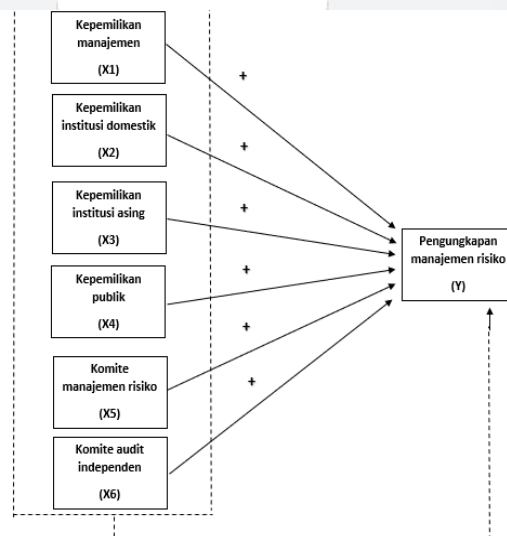 Kepemilikan
manajemen
(X1)
+
Kepemilikan
institusi domestik
(X2)
+
Kepemilikan
institusi asing
(X3)
+
Kepemilikan
publik
(X4)
+
Komite
manajemen risiko
(X5)
+
Komite audit
independen
(X6)
+
Pengungkapan
manajemen risiko
(Y)